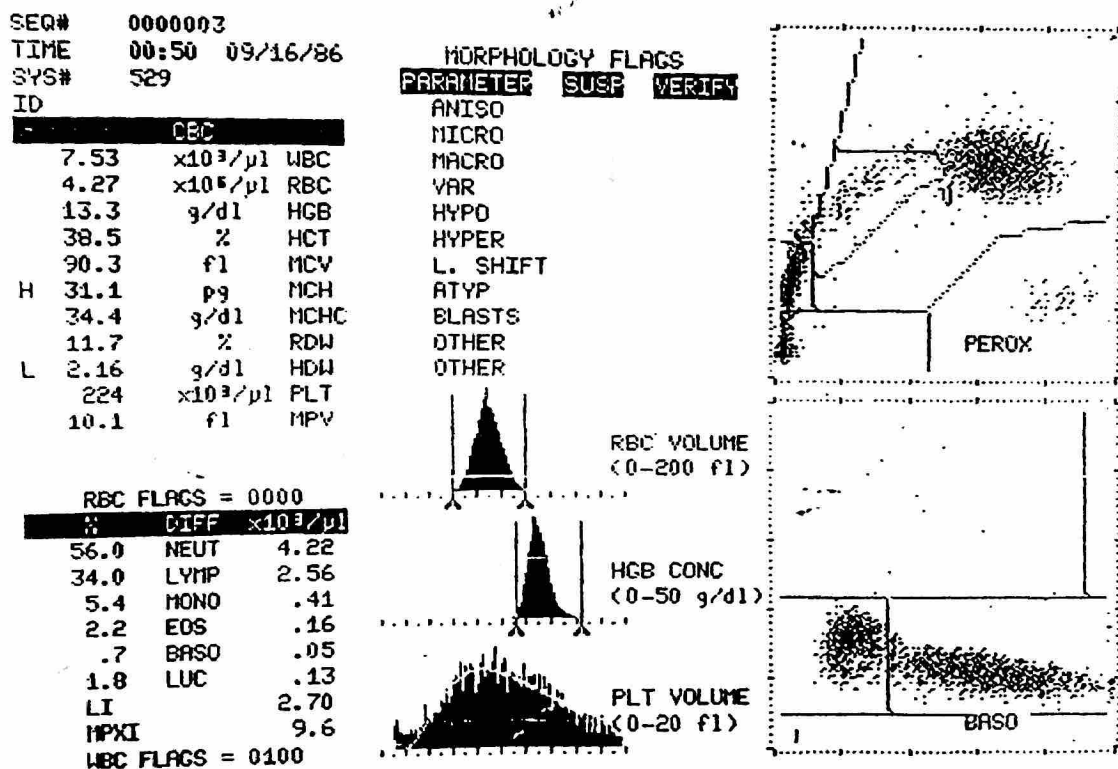 SEQ# 0000003
TIME 00:50 09/16/86
SYS# 529
ID
CBC
7.53 x10³/µl WBC
4.27 x10⁶/µl RBC
13.3 g/dl HGB
38.5 % HCT
90.3 fl MCV
H 31.1 pg MCH
34.4 g/dl MCHC
11.7 % RDW
L 2.16 g/dl HDW
224 x10³/µl PLT
10.1 fl MPV
RBC FLAGS = 0000
% DIFF x10³/µl
56.0 NEUT 4.22
34.0 LYMP 2.56
5.4 MONO .41
2.2 EOS .16
.7 BASO .05
1.8 LUC .13
LI 2.70
MPXI 9.6
WBC FLAGS = 0100
MORPHOLOGY FLAGS
PARAMETER SUSP VERIFY
ANISO
MICRO
MACRO
VAR
HYPO
HYPER
L. SHIFT
ATYP
BLASTS
OTHER
OTHER
RBC VOLUME
(0-200 fl)
HGB CONC
(0-50 g/dl)
PLT VOLUME
(0-20 fl)
PEROX
BASO